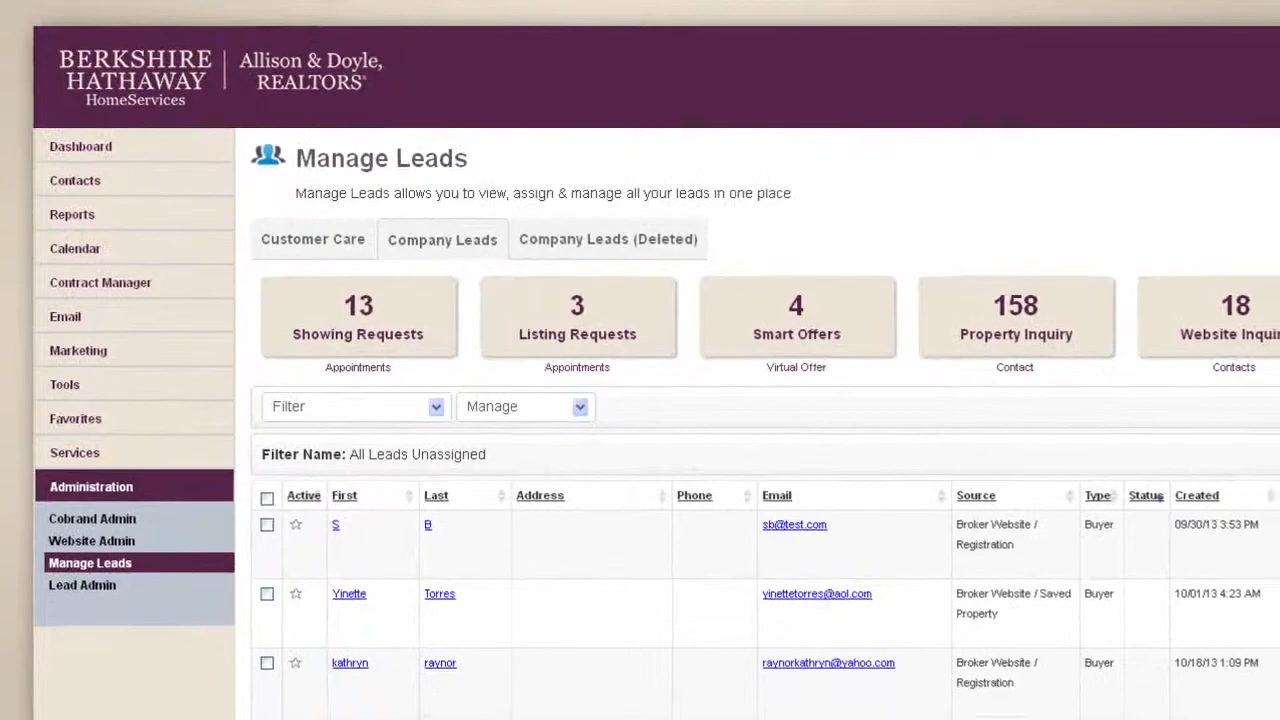 BERKSHIRE
HATHAWAY
HomeServices
Allison & Doyle,
REALTORS®
Dashboard
Contacts
Reports
Calendar
Contract Manager
Email
Marketing
Tools
Favorites
Services
Administration
Cobrand Admin
Website Admin
Manage Leads
Lead Admin
Manage Leads
Manage Leads allows you to view, assign & manage all your leads in one place
Customer Care Company Leads Company Leads (Deleted)
13 3 4 158 18
Showing Requests Listing Requests Smart Offers Property Inquiry Website
Appointments Appointments Virtual Offer Contact Contacts
Filter Manage
Filter Name: All Leads Unassigned
Active First Last Address Phone Email Source Type Status Created
S B sb@test.com Broker Website / Buyer 09/30/13 3:53 PM
Registration
Yinette Torres yinettetorres@aol.com Broker Website / Saved Buyer 10/01/13 4:23 AM
Property
kathryn raynor raynorkathryn@yahoo.com Broker Website / Buyer 10/18/13 1:09 PM
Registration